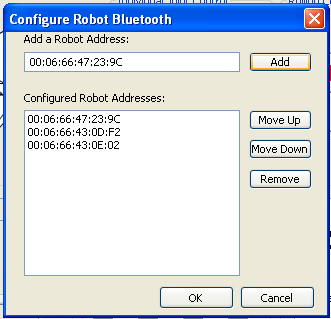 Configure Robot Bluetooth
Add a Robot Address:
00:06:66:47:23:9C
Add
Configured Robot Addresses:
00:06:66:47:23:9C
00:06:66:43:0D:F2
00:06:66:43:0E:02
Move Up
Move Down
Remove
OK
Cancel